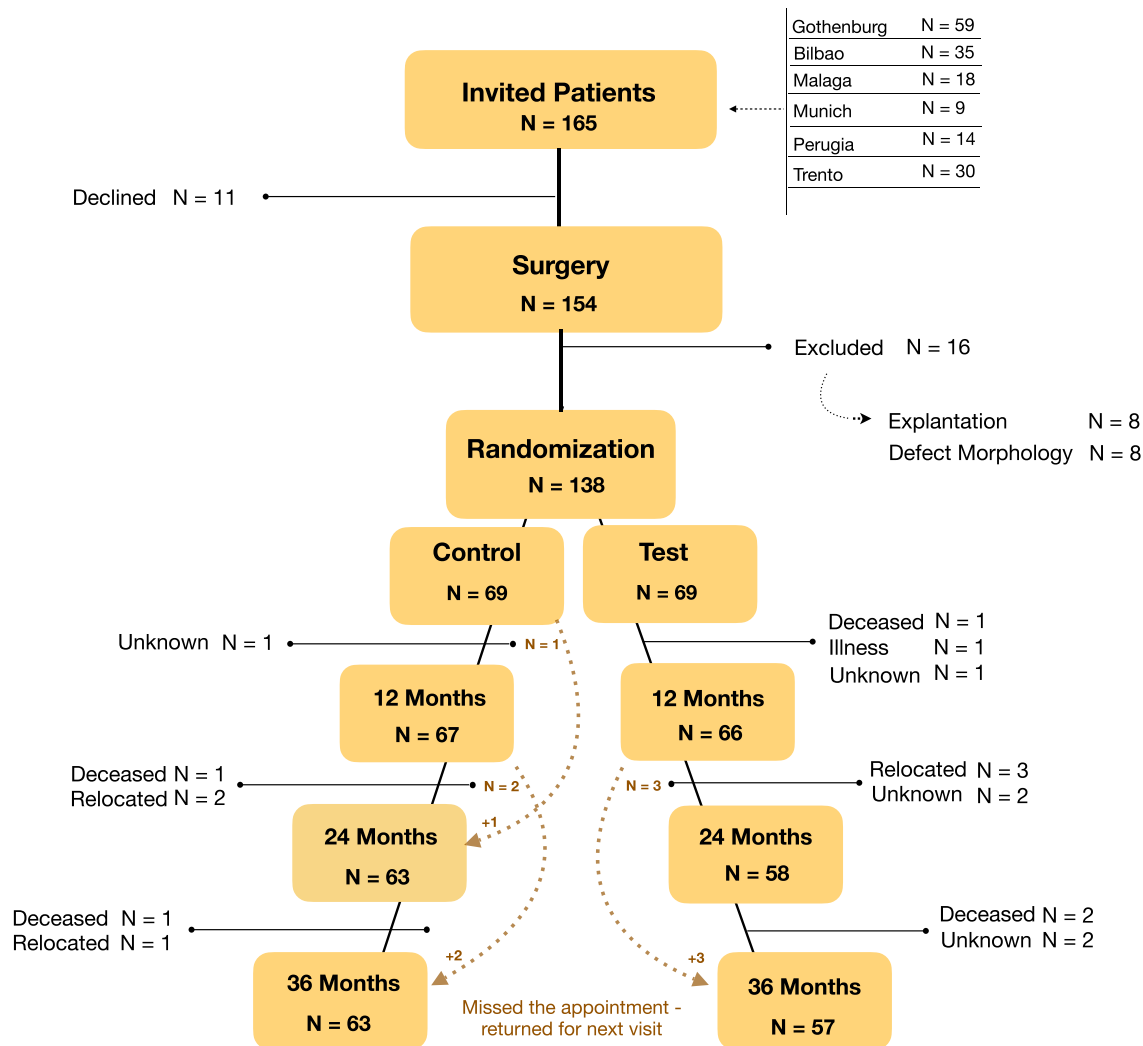 Gothenburg N = 59
Bilbao N = 35
Malaga N = 18
Munich N = 9
Perugia N = 14
Trento N = 30
Invited Patients
N = 165
Declined N = 11
Surgery
N = 154
Excluded N = 16
Explantation N = 8
Defect Morphology N = 8
Randomization
N = 138
Control
N = 69
Test
N = 69
Unknown N = 1
N = 1
Deceased N = 1
Illness N = 1
Unknown N = 1
12 Months
N = 67
12 Months
N = 66
Deceased N = 1
Relocated N = 2
N = 2
N = 3
Relocated N = 3
Unknown N = 2
+1
24 Months
N = 63
24 Months
N = 58
Deceased N = 1
Relocated N = 1
Deceased N = 2
Unknown N = 2
+2
+3
36 Months
N = 63
Missed the appointment -
returned for next visit
36 Months
N = 57